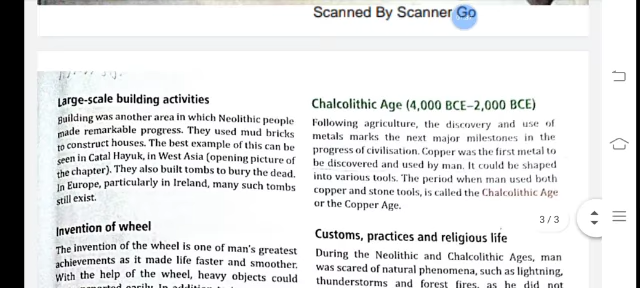 Scanned By Scanner Go
Large-scale building activities
Building was another area in which Neolithic people
made remarkable progress. They used mud bricks
to construct houses. The best example of this can be
seen in Catal Hayuk, in West Asia (opening picture of
the chapter). They also built tombs to bury the dead.
In Europe, particularly in Ireland, many such tombs
still exist.
Invention of wheel
The invention of the wheel is one of man's greatest
achievements as it made life faster and smoother.
With the help of the wheel, heavy objects could
easily. In addition
Chalcolithic Age (4,000 BCE–2,000 BCE)
Following agriculture, the discovery and use of
metals marks the next major milestones in the
progress of civilisation. Copper was the first metal to
be discovered and used by man. It could be shaped
into various tools. The period when man used both
copper and stone tools, is called the Chalcolithic Age
or the Copper Age.
3 / 3
Customs, practices and religious life
During the Neolithic and Chalcolithic Ages, man
was scared of natural phenomena, such as lightning,
thunderstorms and forest fires, as he did not